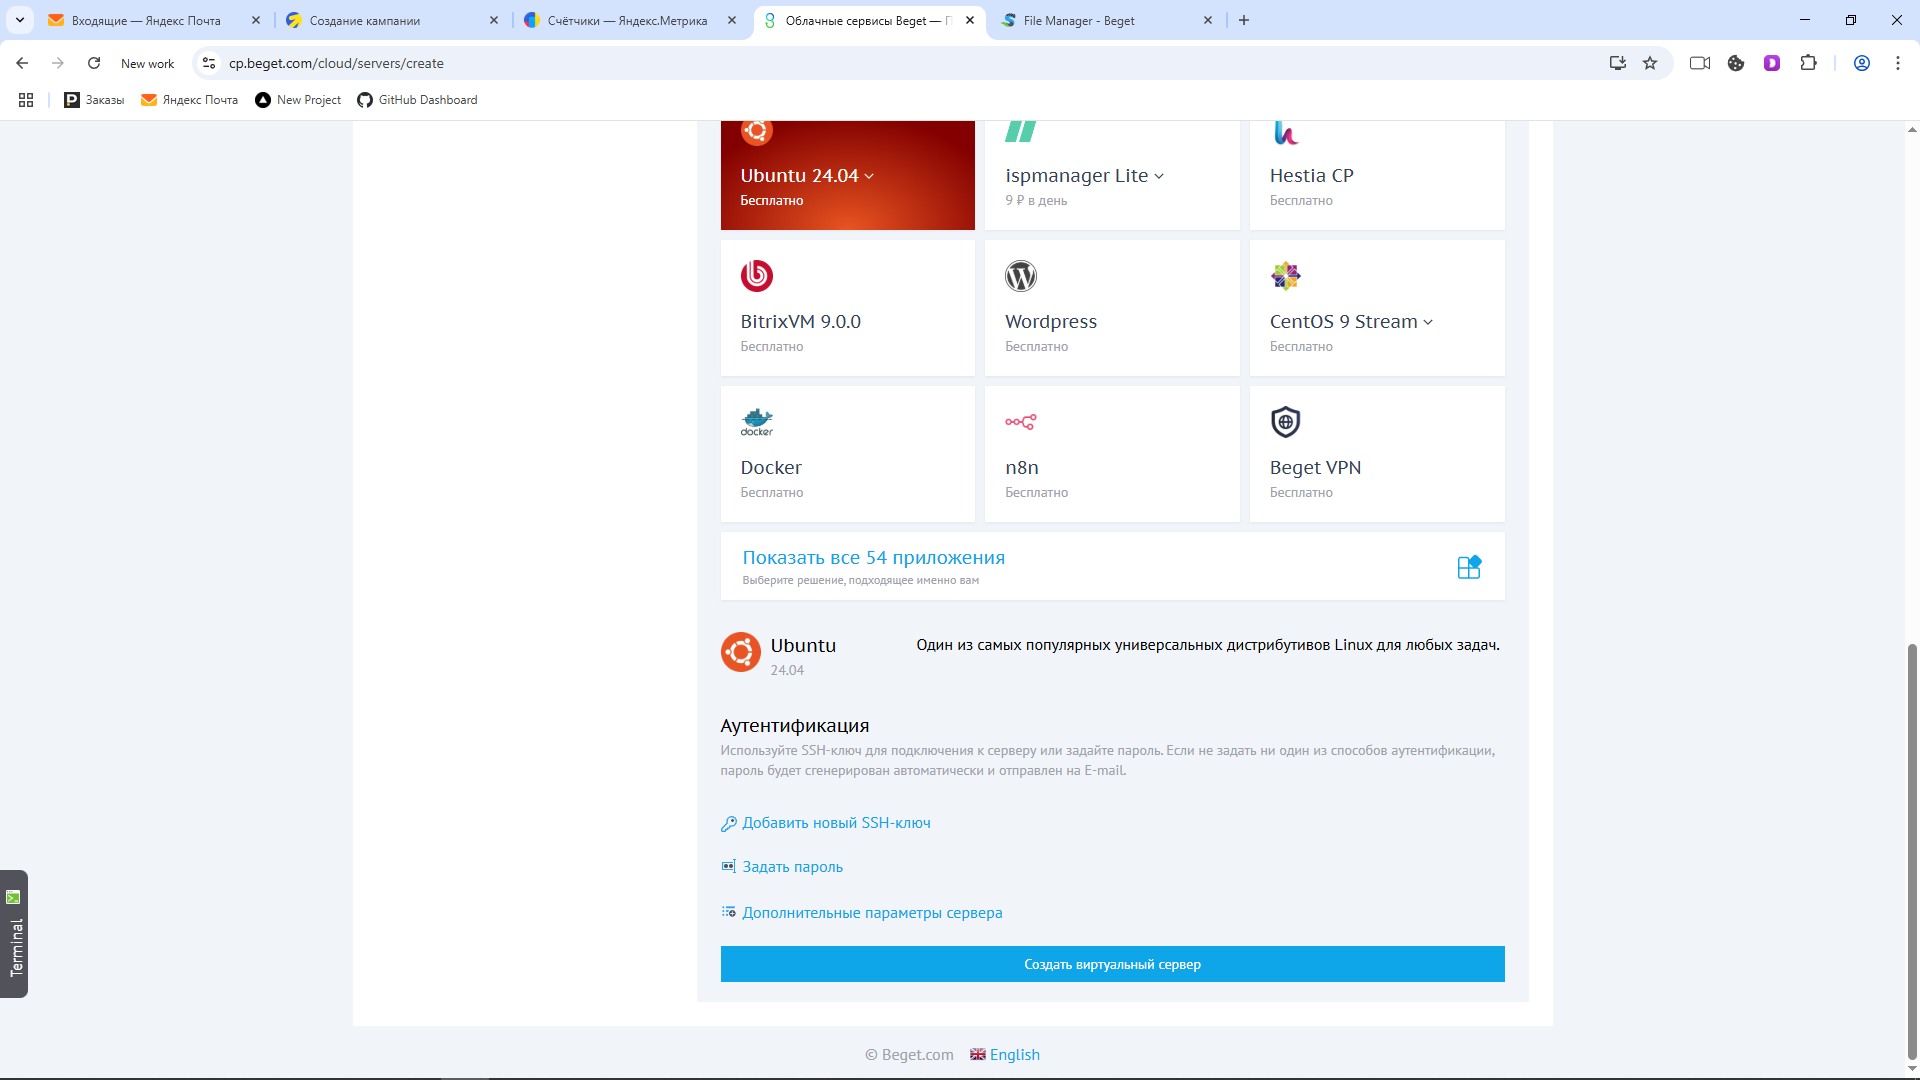 Входящие — Яндекс Почта
Создание кампании
Счётчики — Яндекс.Метрика
Облачные сервисы Beget —
File Manager - Beget
New work
cp.beget.com/cloud/servers/create
Заказы
Яндекс Почта
New Project
GitHub Dashboard
Ubuntu 24.04
Бесплатно
ispmanager Lite
9 ₽ в день
Hestia CP
Бесплатно
BitrixVM 9.0.0
Бесплатно
Wordpress
Бесплатно
CentOS 9 Stream
Бесплатно
docker
Docker
Бесплатно
n8n
Бесплатно
Beget VPN
Бесплатно
Показать все 54 приложения
Выберите решение, подходящее именно вам
Ubuntu
24.04
Один из самых популярных универсальных дистрибутивов Linux для любых задач.
Аутентификация
Используйте SSH-ключ для подключения к серверу или задайте пароль. Если не задать ни один из способов аутентификации,
пароль будет сгенерирован автоматически и отправлен на E-mail.
Добавить новый SSH-ключ
Задать пароль
Дополнительные параметры сервера
Создать виртуальный сервер
Terminal
© Beget.com
English